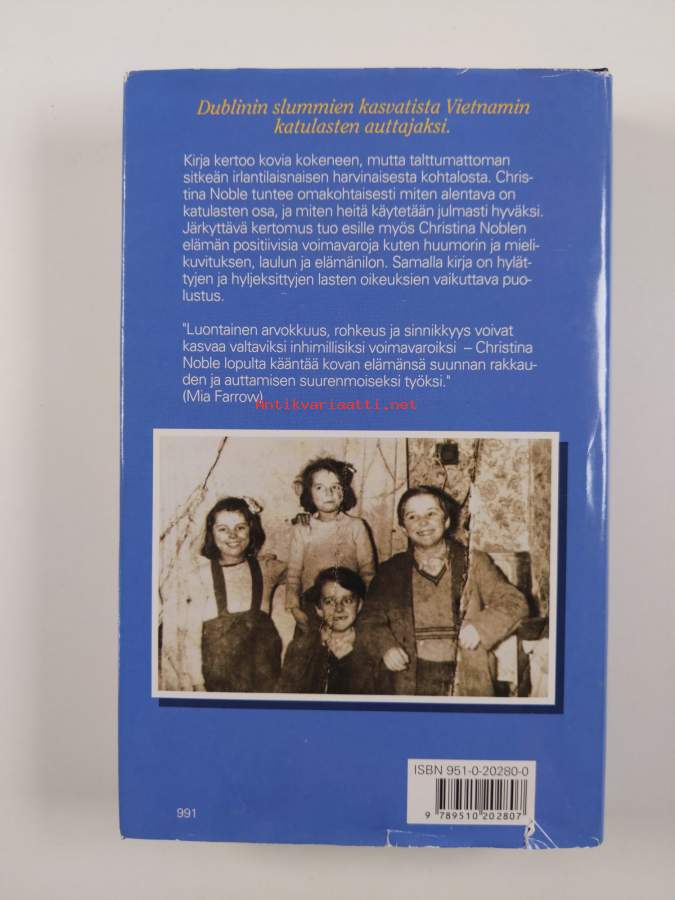 Dublinin slummien kasvatista Vietnamin
katulasten auttajaksi.
Kirja kertoo kovia kokeneen, mutta talttumattoman
sitkeän irlantilaisnaisen harvinaisesta kohtalosta. Chris-
tina Noble tuntee omakohtaisesti miten alentava on
katulasten osa, ja miten heitä käytetään julmasti hyväksi.
Järkyttävä kertomus tuo esille myös Christina Noblen
elämän positiivisia voimavaroja kuten huumorin ja mieli-
kuvituksen, laulun ja elämänilon. Samalla kirja on hylät-
tyjen ja hyljeksittyjen lasten oikeuksien vaikuttava puo-
lustus.
"Luontainen arvokkuus, rohkeus ja sinnikkyys voivat
kasvaa valtaviksi inhimillisiksi voimavaroiksi – Christina
Noble lopulta kääntää kovan elämänsä suunnan rakkau-
den ja auttamisen suurenmoiseksi työksi."
(Mia Farrow)
Antikvariaatti.net
ISBN 951-0-20280-0
9 789510 202807
991